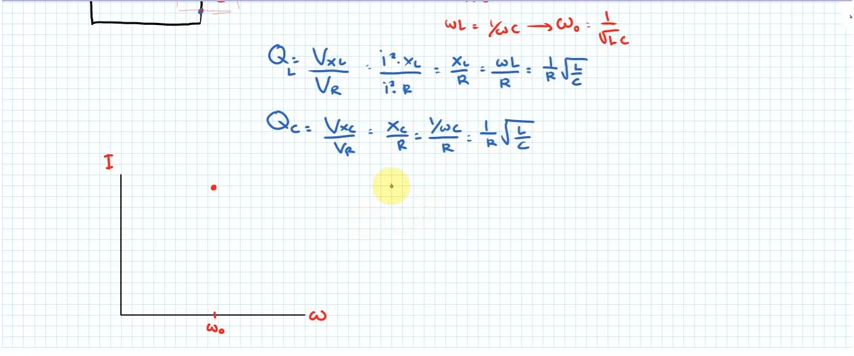 ωL = 1/ωC → ω₀ = 1/√LC
Q_L = V_XL/V_R = i²·X_L/i²·R = X_L/R = ωL/R = 1/R √L/C
Q_C = V_XC/V_R = X_C/R = 1/ωC/R = 1/R √L/C
I
ω₀
ω